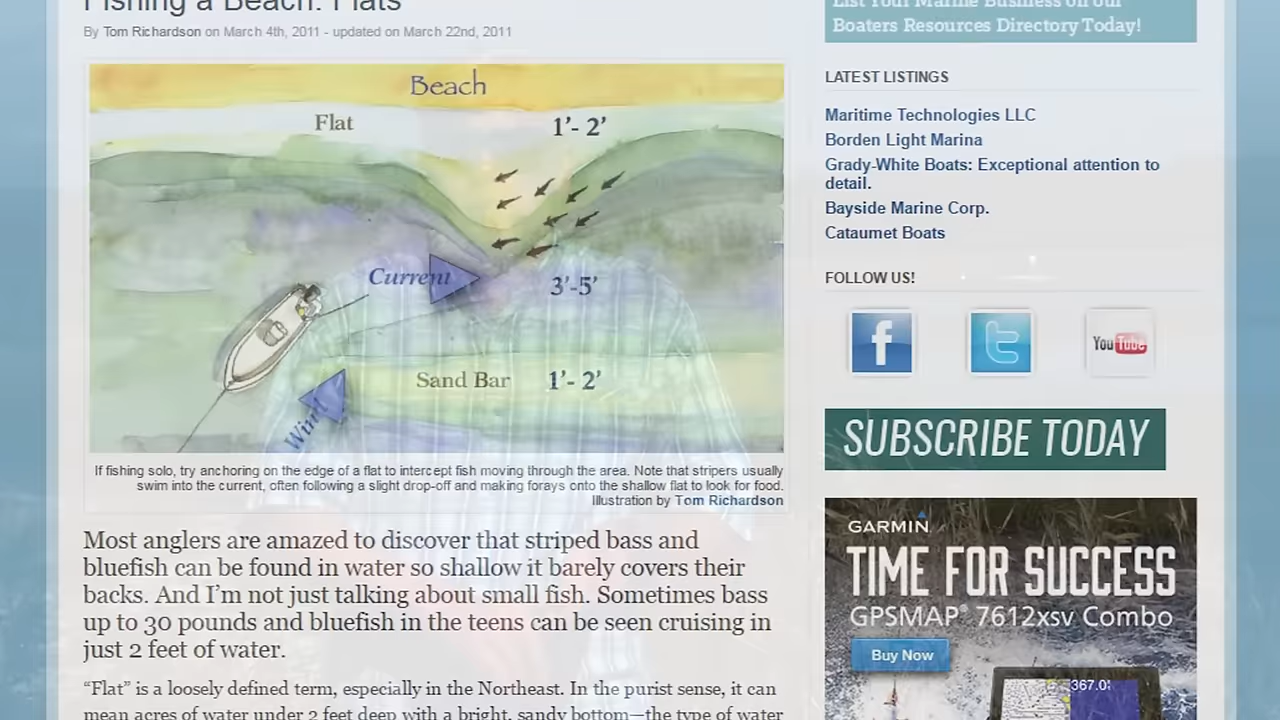 Fishing a Beach: Flats
By Tom Richardson on March 4th, 2011 - updated on March 22nd, 2011
Beach
Flat
1’- 2’
Current
3’-5’
Sand Bar
1’- 2’
Wind
If fishing solo, try anchoring on the edge of a flat to intercept fish moving through the area. Note that stripers usually
swim into the current, often following a slight drop-off and making forays onto the shallow flat to look for food.
Illustration by Tom Richardson
Most anglers are amazed to discover that striped bass and
bluefish can be found in water so shallow it barely covers their
backs. And I’m not just talking about small fish. Sometimes bass
up to 30 pounds and bluefish in the teens can be seen cruising in
just 2 feet of water.
“Flat” is a loosely defined term, especially in the Northeast. In the purist sense, it can
mean acres of water under 2 feet deep with a bright, sandy bottom—the type of water
List Your Marine Business on our
Boaters Resources Directory Today!
LATEST LISTINGS
Maritime Technologies LLC
Borden Light Marina
Grady-White Boats: Exceptional attention to
detail.
Bayside Marine Corp.
Cataumet Boats
FOLLOW US!
f
t
YouTube
SUBSCRIBE TODAY
GARMIN
TIME FOR SUCCESS
GPSMAP® 7612xsv Combo
Buy Now
367.0